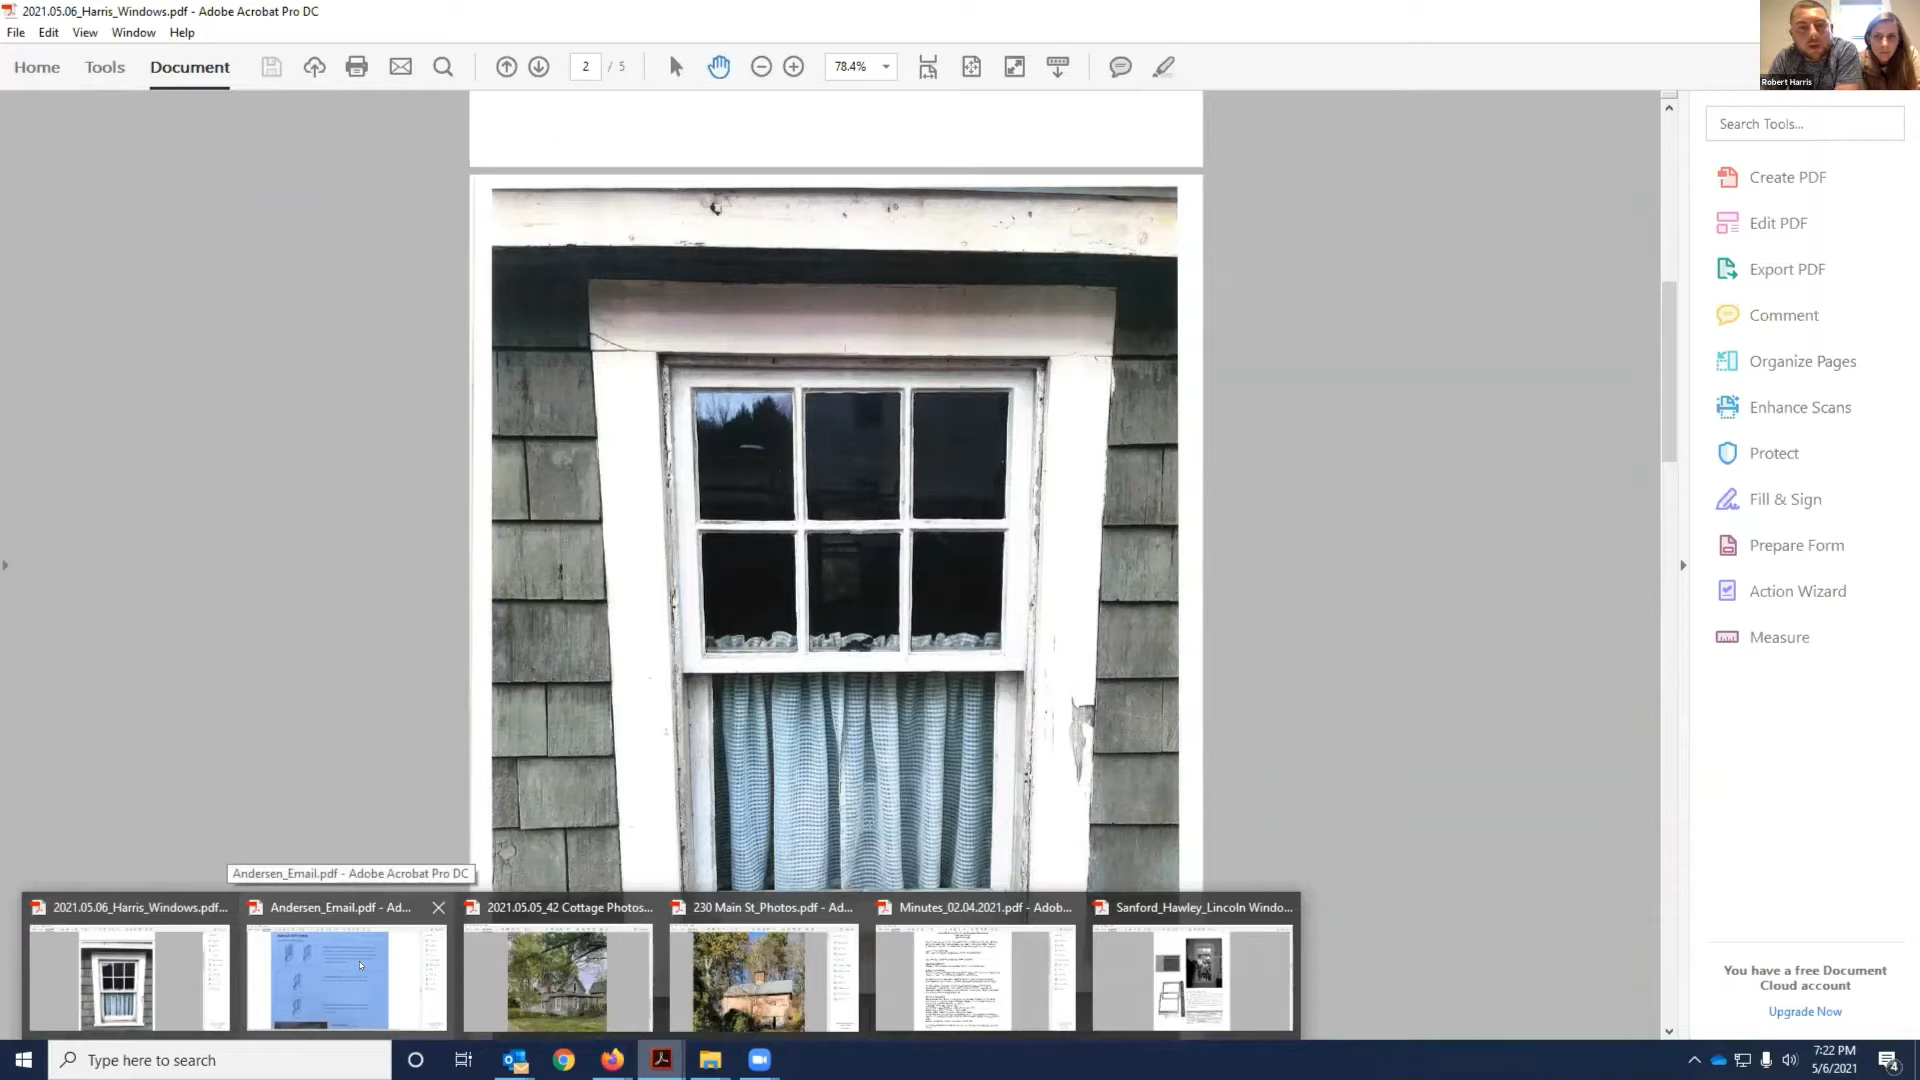 2021.05.06_Harris_Windows.pdf - Adobe Acrobat Pro DC
File Edit View Window Help
Home Tools Document 2 / 5 78.4%
Robert Harris
Search Tools...
Create PDF
Edit PDF
Export PDF
Comment
Organize Pages
Enhance Scans
Protect
Fill & Sign
Prepare Form
Action Wizard
Measure
You have a free Document
Cloud account
Upgrade Now
Andersen_Email.pdf - Adobe Acrobat Pro DC
2021.05.06_Harris_Windows.pdf... Andersen_Email.pdf - Ad... 2021.05.05_42 Cottage Photos... 230 Main St_Photos.pdf - Ad... Minutes_02.04.2021.pdf - Adob... Sanford_Hawley_Lincoln Windo...
Type here to search
7:22 PM
5/6/2021
4